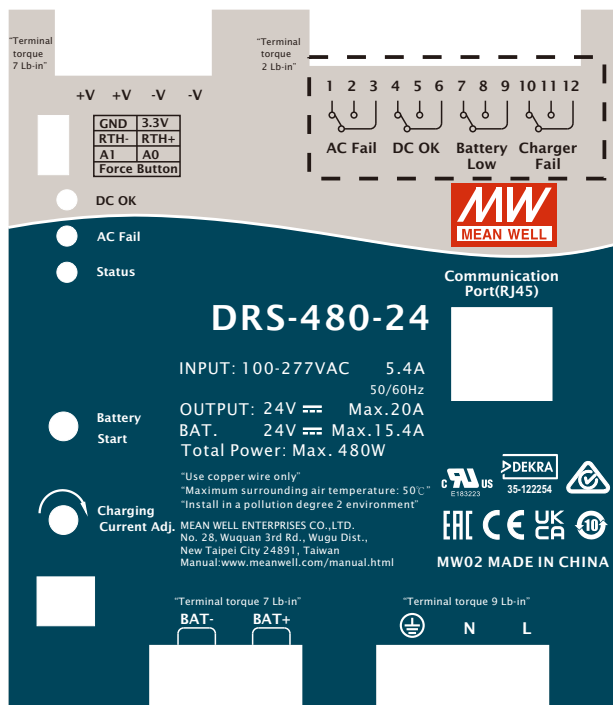 "Terminal
torque
7 Lb-in"
"Terminal
torque
2 Lb-in"
1 2 3 4 5 6 7 8 9 10 11 12
AC Fail DC OK Battery Low Charger Fail
+V +V -V -V
GND 3.3V
RTH- RTH+
A1 A0
Force Button
DC OK
AC Fail
Status
MW
MEAN WELL
Communication
Port(RJ45)
DRS-480-24
INPUT: 100-277VAC 5.4A
50/60Hz
OUTPUT: 24V Max.20A
BAT. 24V Max.15.4A
Total Power: Max. 480W
Battery
Start
"Use copper wire only"
"Maximum surrounding air temperature: 50℃"
"Install in a pollution degree 2 environment"
Charging
Current Adj.
MEAN WELL ENTERPRISES CO.,LTD.
No. 28, Wuquan 3rd Rd., Wugu Dist.,
New Taipei City 24891, Taiwan
Manual:www.meanwell.com/manual.html
c RU US
E183223
DEKRA
35-122254
EAC CE UK CA 10
MW02 MADE IN CHINA
"Terminal torque 7 Lb-in"
BAT- BAT+
"Terminal torque 9 Lb-in"
N L